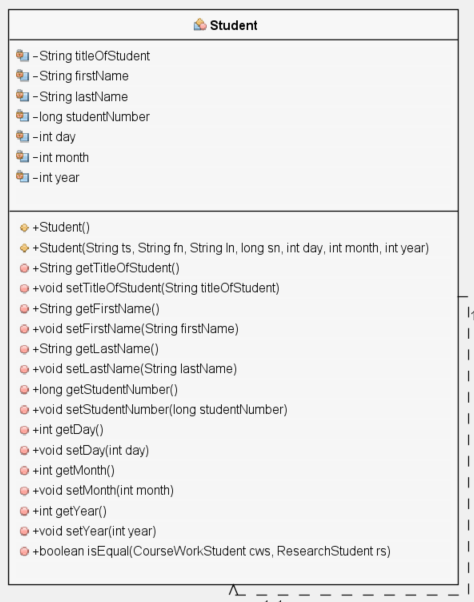 Student
-String titleOfStudent
-String firstName
-String lastName
-long studentNumber
-int day
-int month
-int year
+Student()
+Student(String ts, String fn, String ln, long sn, int day, int month, int year)
+String getTitleOfStudent()
+void setTitleOfStudent(String titleOfStudent)
+String getFirstName()
+void setFirstName(String firstName)
+String getLastName()
+void setLastName(String lastName)
+long getStudentNumber()
+void setStudentNumber(long studentNumber)
+int getDay()
+void setDay(int day)
+int getMonth()
+void setMonth(int month)
+int getYear()
+void setYear(int year)
+boolean isEqual(CourseWorkStudent cws, ResearchStudent rs)